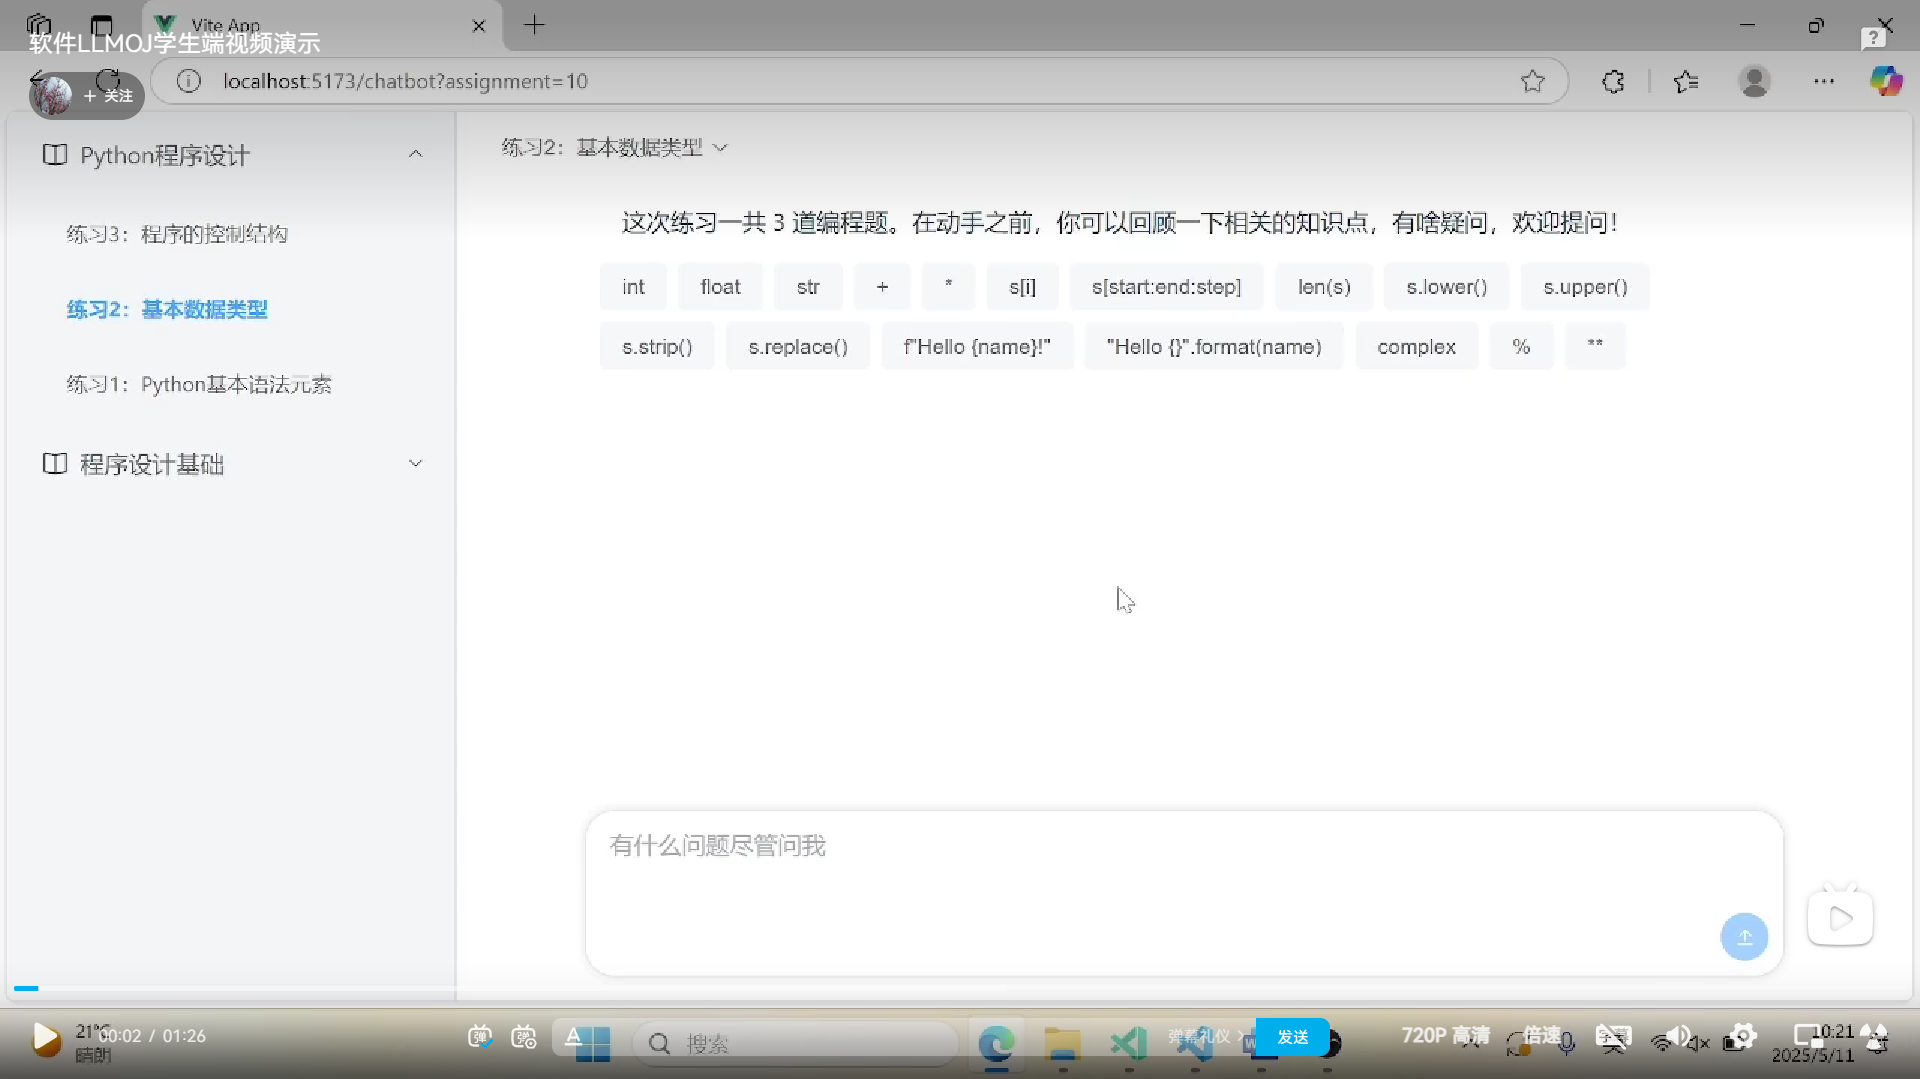 Vite App
软件LLMOJ学生端视频演示
localhost:5173/chatbot?assignment=10
+ 关注
Python程序设计
练习3：程序的控制结构
练习2：基本数据类型
练习1：Python基本语法元素
程序设计基础
练习2：基本数据类型
这次练习一共 3 道编程题。在动手之前，你可以回顾一下相关的知识点，有啥疑问，欢迎提问！
int float str + * s[i] s[start:end:step] len(s) s.lower() s.upper()
s.strip() s.replace() f"Hello {name}!" "Hello {}".format(name) complex % **
有什么问题尽管问我
21°C
晴朗
00:02 / 01:26
弹
弹
A
搜索
弹幕礼仪
发送
720P 高清
倍速
10:21
2025/5/11